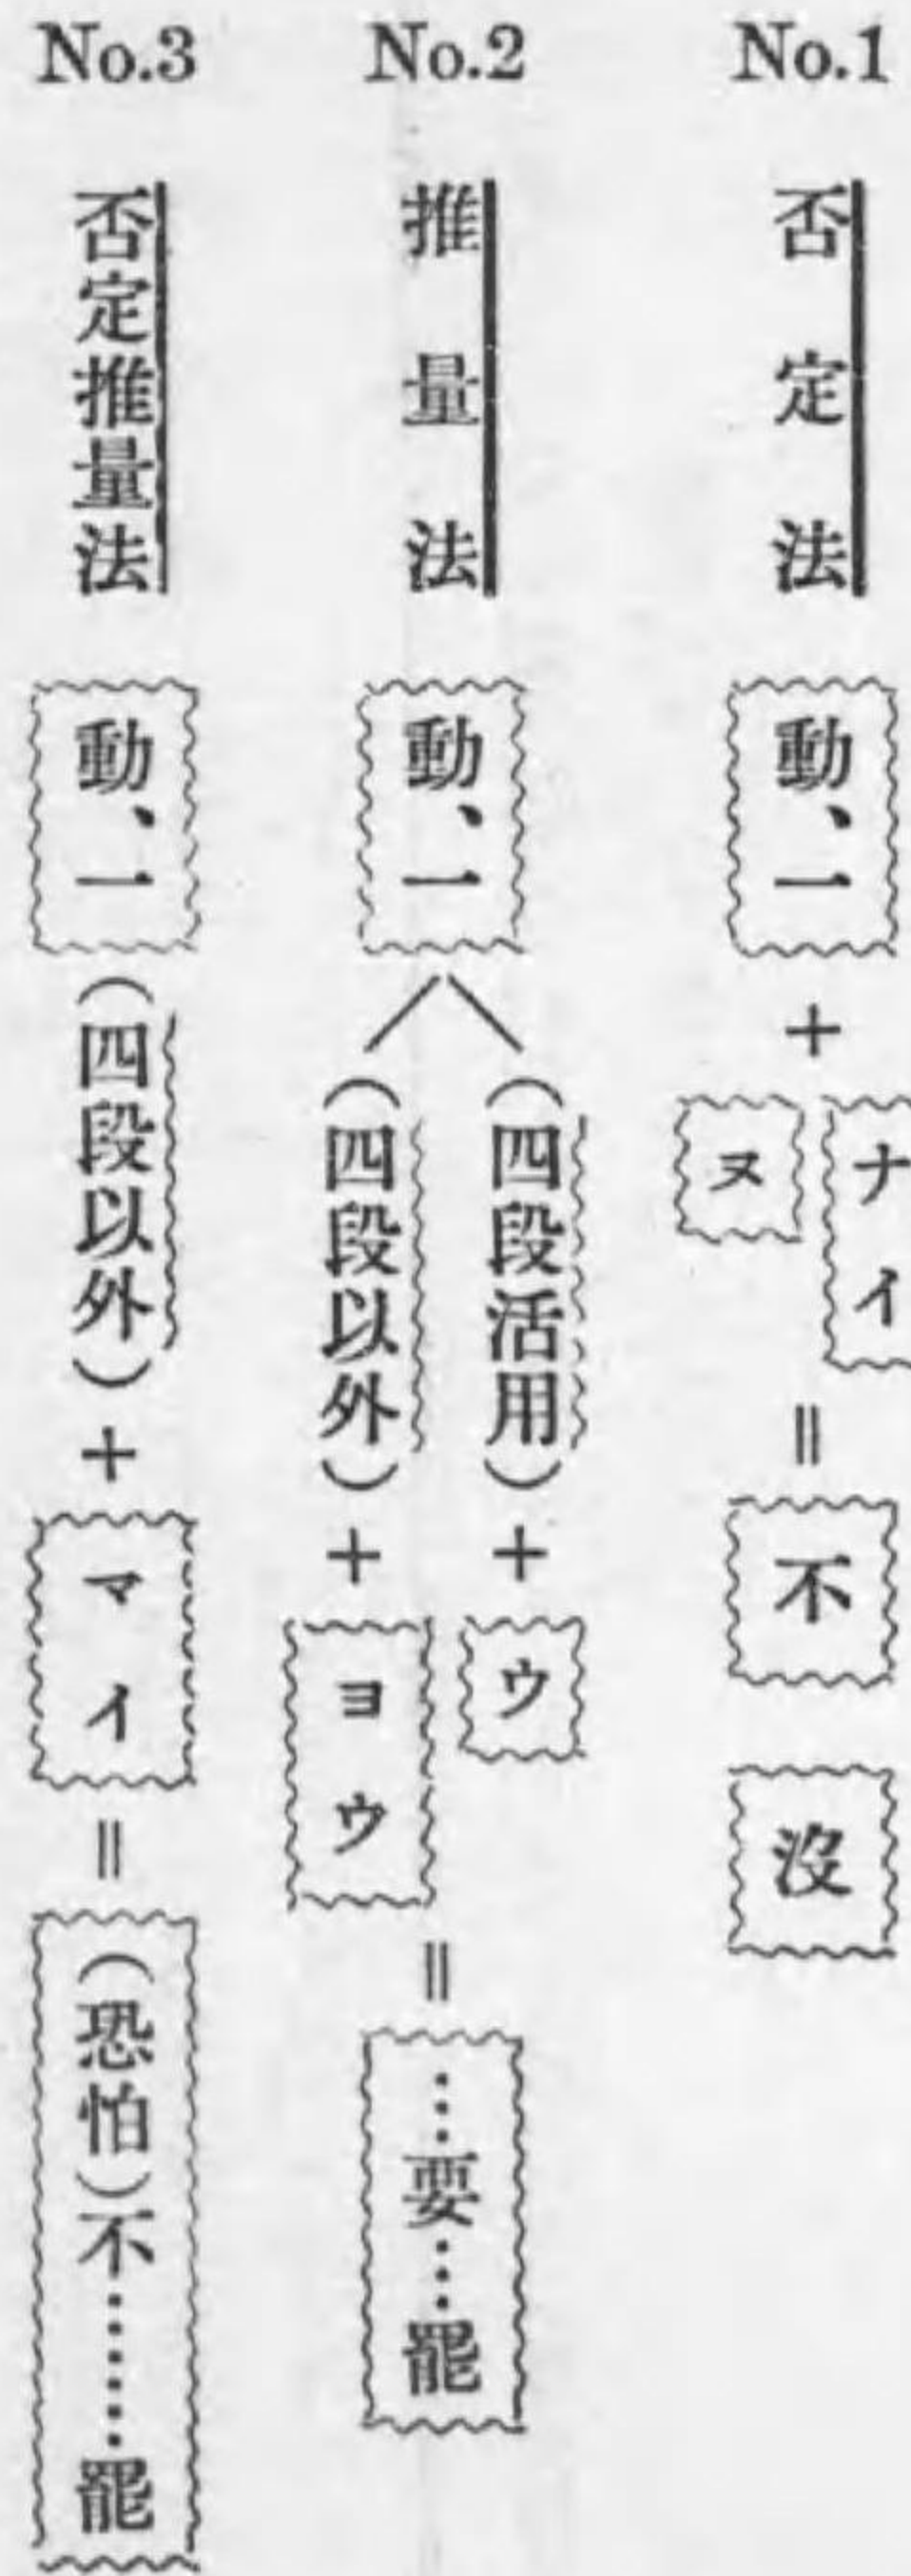 No.1 否定法 動、一 + ナイ ヌ = 不 沒
No.2 推量法 動、一 (四段活用) + ウ (四段以外) + ヨウ = …要…罷
No.3 否定推量法 動、一 (四段以外) + マイ = (恐怕)不……罷